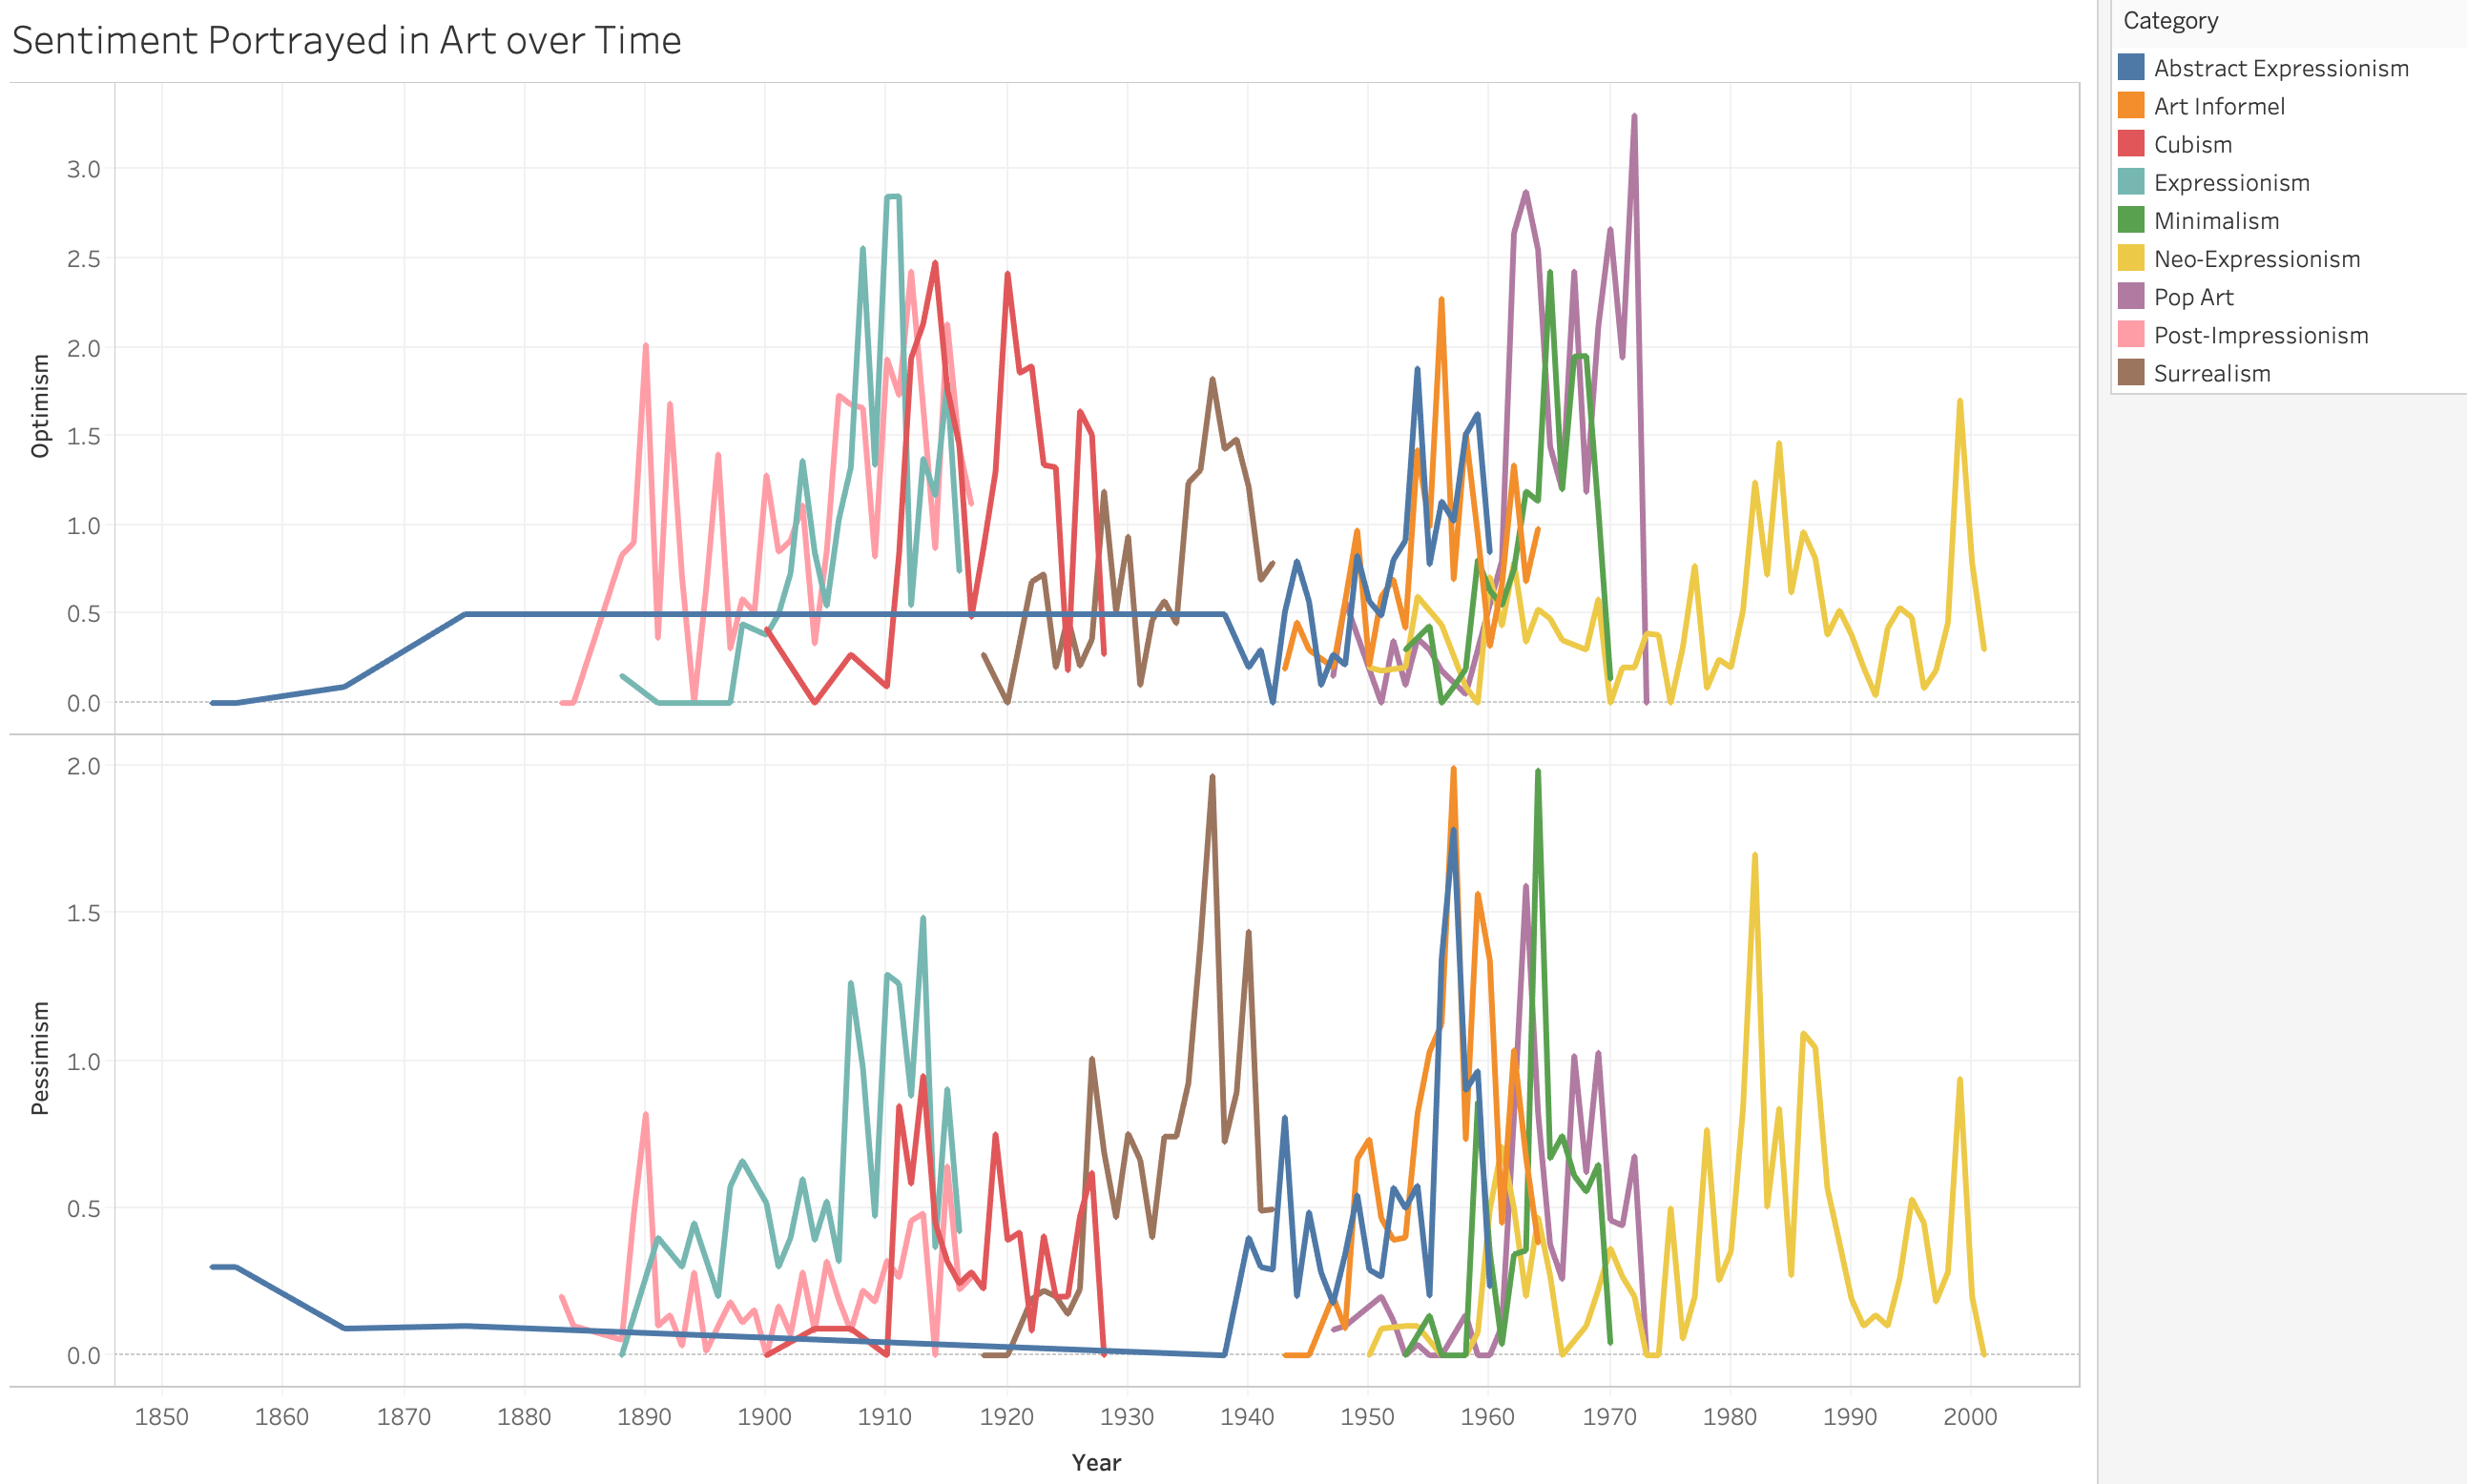 Sentiment Portrayed in Art over Time
Category
Abstract Expressionism
Art Informel
Cubism
Expressionism
Minimalism
Neo-Expressionism
Pop Art
Post-Impressionism
Surrealism
Optimism
3.0
2.5
2.0
1.5
1.0
0.5
0.0
Pessimism
2.0
1.5
1.0
0.5
0.0
1850 1860 1870 1880 1890 1900 1910 1920 1930 1940 1950 1960 1970 1980 1990 2000
Year